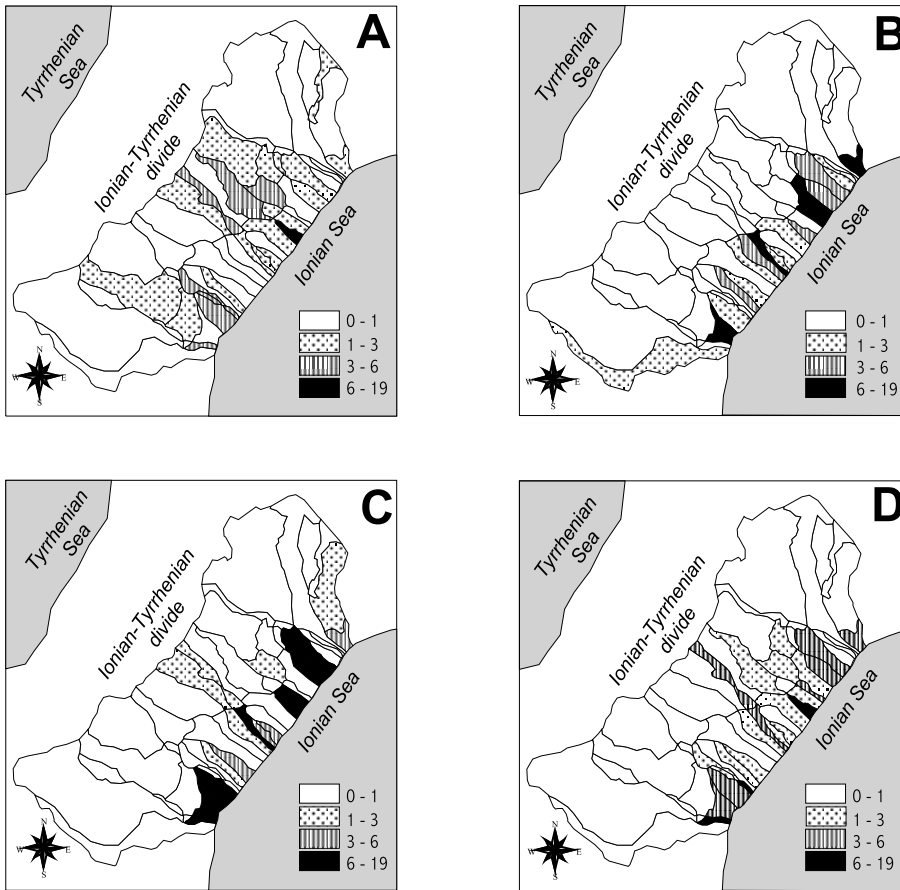 A
Tyrrhenian
Sea
Ionian-Tyrrhenian
divide
Ionian Sea
0 - 1
1 - 3
3 - 6
6 - 19
N
W
E
S
B
Tyrrhenian
Sea
Ionian-Tyrrhenian
divide
Ionian Sea
0 - 1
1 - 3
3 - 6
6 - 19
N
W
E
S
C
Tyrrhenian
Sea
Ionian-Tyrrhenian
divide
Ionian Sea
0 - 1
1 - 3
3 - 6
6 - 19
N
W
E
S
D
Tyrrhenian
Sea
Ionian-Tyrrhenian
divide
Ionian Sea
0 - 1
1 - 3
3 - 6
6 - 19
N
W
E
S